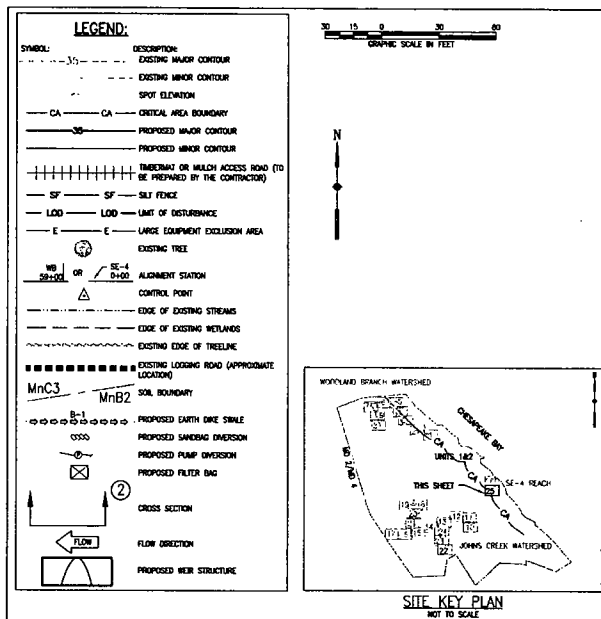 LEGEND:
SYMBOL: DESCRIPTION:
35 EXISTING MAJOR CONTOUR
EXISTING MINOR CONTOUR
SPOT ELEVATION
CA CA CRITICAL AREA BOUNDARY
35 PROPOSED MAJOR CONTOUR
PROPOSED MINOR CONTOUR
TIMBERMAT OR MULCH ACCESS ROAD (TO
BE PREPARED BY THE CONTRACTOR)
SF SF SILT FENCE
LOD LOD LIMIT OF DISTURBANCE
E E LARGE EQUIPMENT EXCLUSION AREA
EXISTING TREE
WB SE-4
59+00 OR 0+00 ALIGNMENT STATION
CONTROL POINT
EDGE OF EXISTING STREAMS
EDGE OF EXISTING WETLANDS
EXISTING EDGE OF TREELINE
EXISTING LOGGING ROAD (APPROXIMATE
LOCATION)
MnC3 MnB2 SOIL BOUNDARY
B-1
PROPOSED EARTH DIKE SWALE
PROPOSED SANDBAG DIVERSION
P PROPOSED PUMP DIVERSION
PROPOSED FILTER BAG
2
CROSS SECTION
FLOW FLOW DIRECTION
PROPOSED WEIR STRUCTURE
30 15 0 30 60
GRAPHIC SCALE IN FEET
N
WOODLAND BRANCH WATERSHED
CHESAPEAKE BAY
CA
UNITS 1&2
MD 2/MD 4
THIS SHEET
SE-4 REACH
25
CA
22
JOHNS CREEK WATERSHED
SITE KEY PLAN
NOT TO SCALE